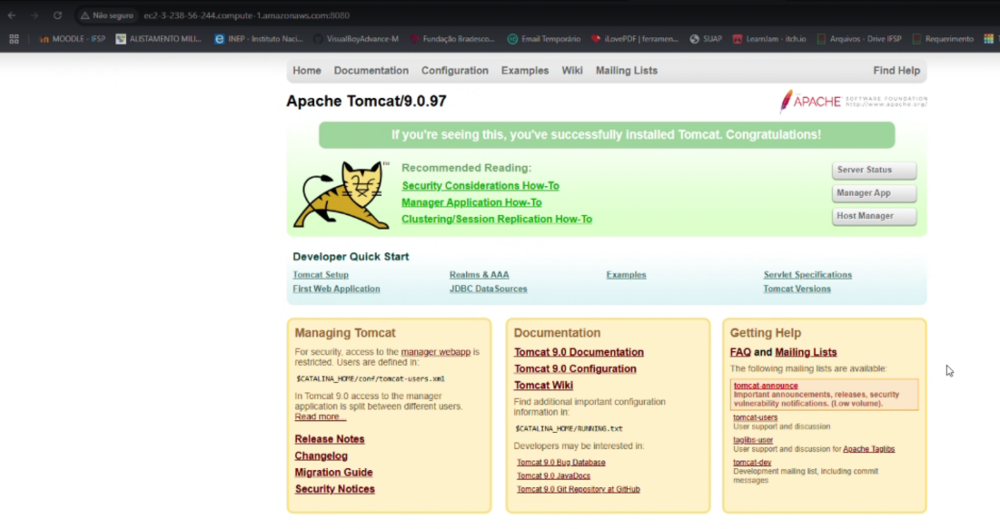 Não seguro ec2-3-238-56-244.compute-1.amazonaws.com:8080
MOODLE - IFSP ALISTAMENTO MILI... INEP - Instituto Naci... VisualBoyAdvance-M Fundação Bradesco... Email Temporário iLovePDF | ferramen... SUAP LearnJam - itch.io Arquivos - Drive IFSP Requerimento
Home Documentation Configuration Examples Wiki Mailing Lists Find Help
Apache Tomcat/9.0.97
APACHE SOFTWARE FOUNDATION
http://www.apache.org/
If you're seeing this, you've successfully installed Tomcat. Congratulations!
TM
Recommended Reading:
Security Considerations How-To
Manager Application How-To
Clustering/Session Replication How-To
Server Status
Manager App
Host Manager
Developer Quick Start
Tomcat Setup Realms & AAA Examples Servlet Specifications
First Web Application JDBC DataSources Tomcat Versions
Managing Tomcat
For security, access to the manager webapp is
restricted. Users are defined in:
$CATALINA_HOME/conf/tomcat-users.xml
In Tomcat 9.0 access to the manager
application is split between different users.
Read more...
Release Notes
Changelog
Migration Guide
Security Notices
Documentation
Tomcat 9.0 Documentation
Tomcat 9.0 Configuration
Tomcat Wiki
Find additional important configuration
information in:
$CATALINA_HOME/RUNNING.txt
Developers may be interested in:
Tomcat 9.0 Bug Database
Tomcat 9.0 JavaDocs
Tomcat 9.0 Git Repository at GitHub
Getting Help
FAQ and Mailing Lists
The following mailing lists are available:
tomcat-announce
Important announcements, releases, security
vulnerability notifications. (Low volume).
tomcat-users
User support and discussion
taglibs-user
User support and discussion for Apache Taglibs
tomcat-dev
Development mailing list, including commit
messages